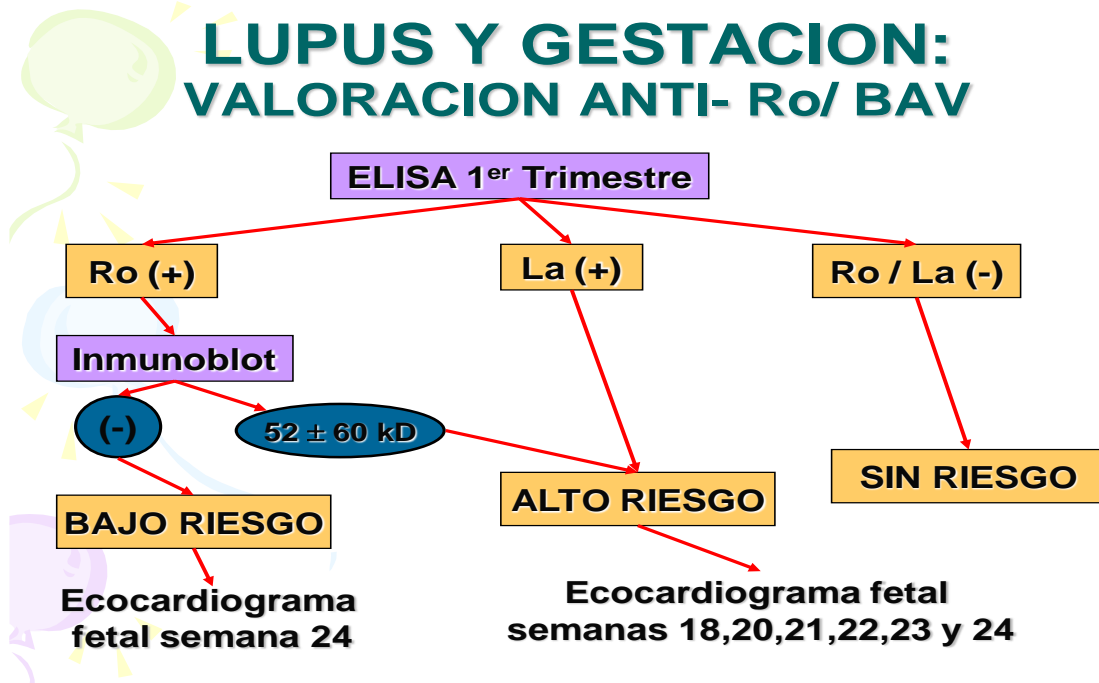 LUPUS Y GESTACION:
VALORACION ANTI- Ro/ BAV
ELISA 1er Trimestre
Ro (+)
La (+)
Ro / La (-)
Inmunoblot
(-)
52 ± 60 kD
BAJO RIESGO
ALTO RIESGO
SIN RIESGO
Ecocardiograma
fetal semana 24
Ecocardiograma fetal
semanas 18,20,21,22,23 y 24